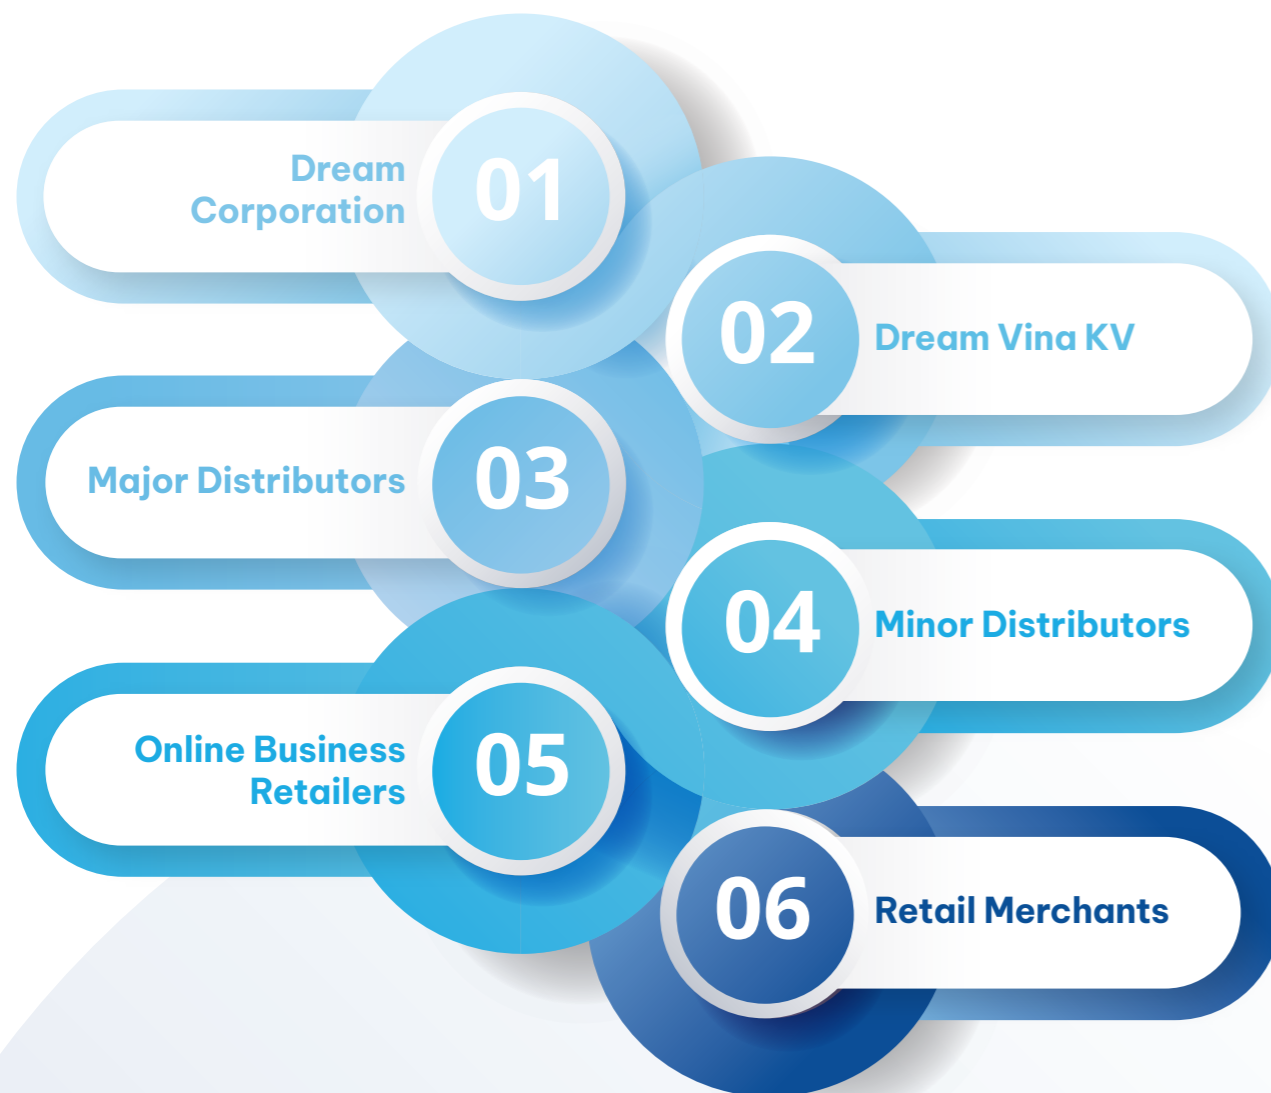 Dream
Corporation
01
02
Dream Vina KV
Major Distributors
03
04
Minor Distributors
Online Business
Retailers
05
06
Retail Merchants